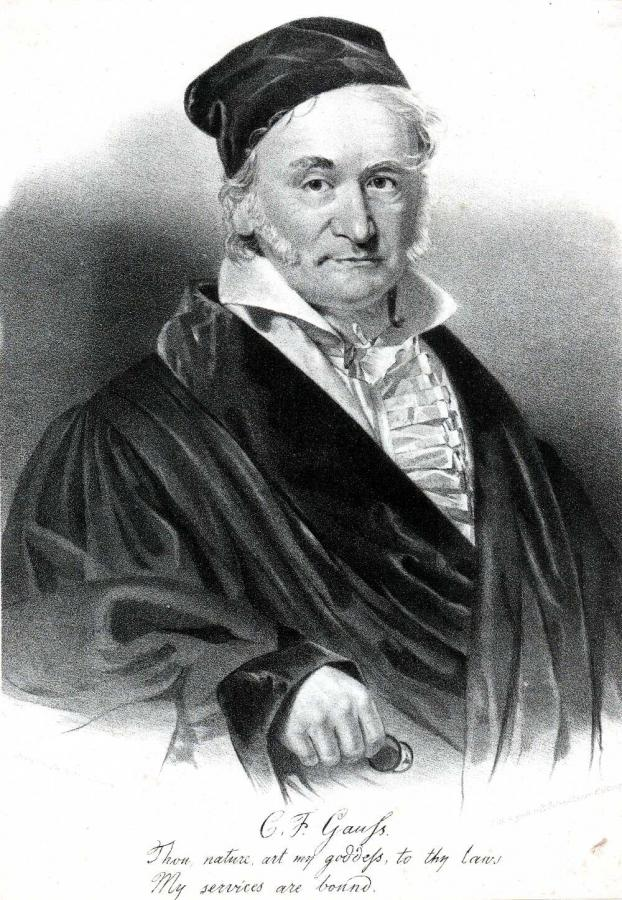 C. F. Gauſs.
Thou, nature, art my goddeſs, to thy laws
My services are bound.